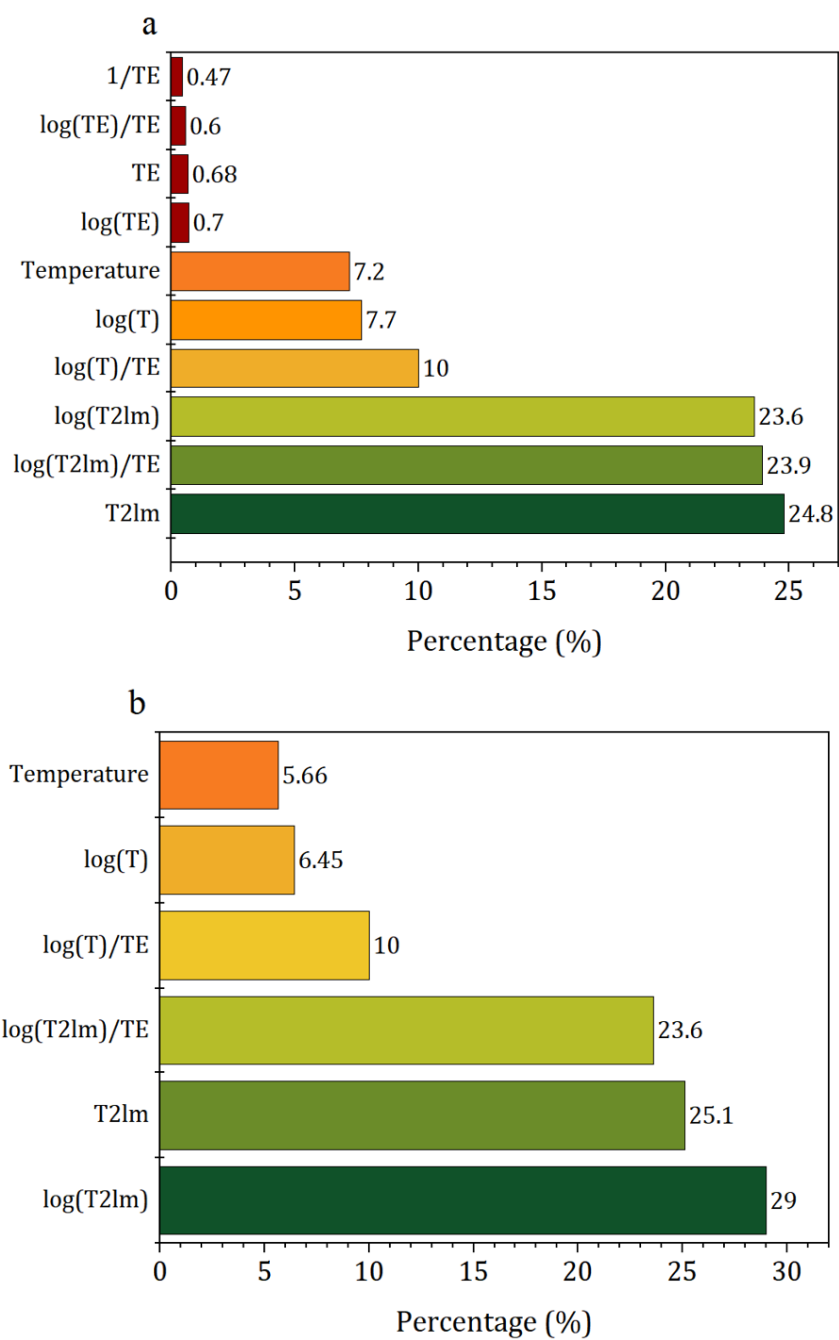 a
1/TE 0.47
log(TE)/TE 0.6
TE 0.68
log(TE) 0.7
Temperature 7.2
log(T) 7.7
log(T)/TE 10
log(T2lm) 23.6
log(T2lm)/TE 23.9
T2lm 24.8
0 5 10 15 20 25
Percentage (%)
b
Temperature 5.66
log(T) 6.45
log(T)/TE 10
log(T2lm)/TE 23.6
T2lm 25.1
log(T2lm) 29
0 5 10 15 20 25 30
Percentage (%)